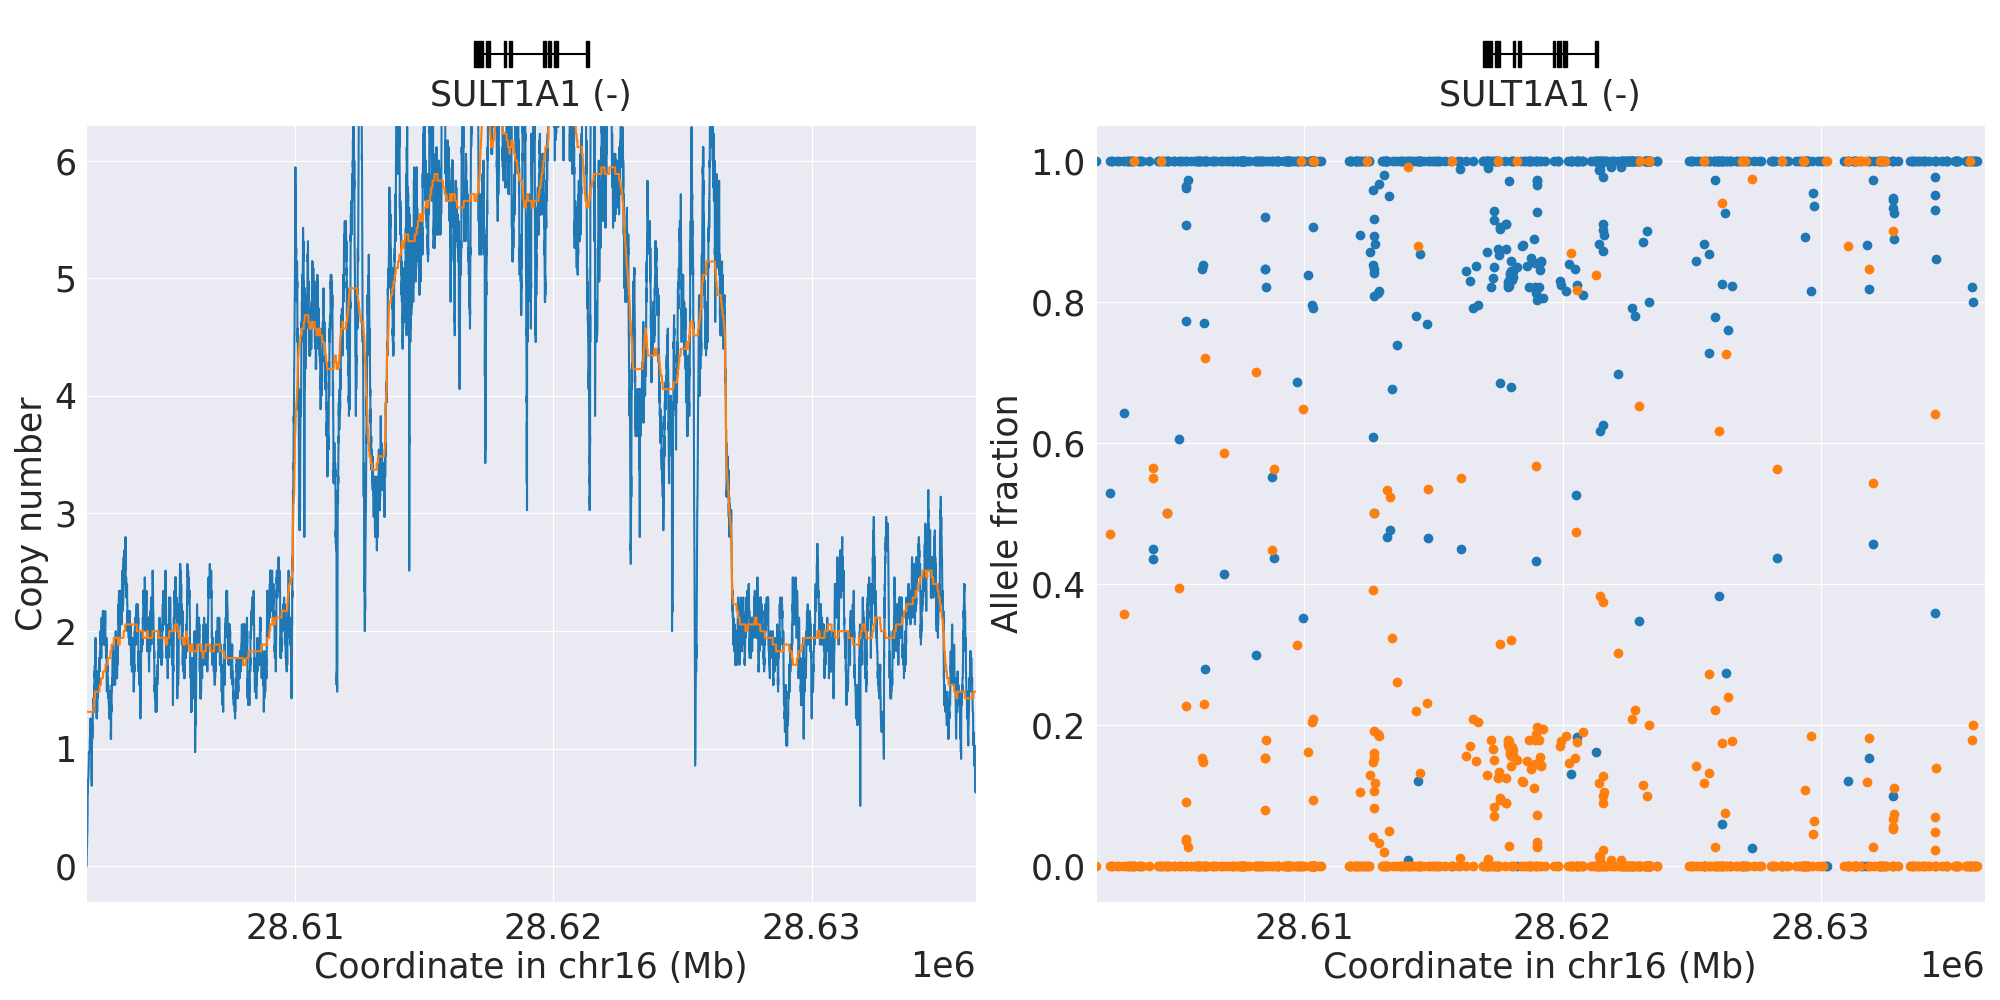 SULT1A1 (-)
SULT1A1 (-)
Copy number
6
5
4
3
2
1
0
28.61
28.62
28.63
Coordinate in chr16 (Mb)
1e6
Allele fraction
1.0
0.8
0.6
0.4
0.2
0.0
28.61
28.62
28.63
Coordinate in chr16 (Mb)
1e6